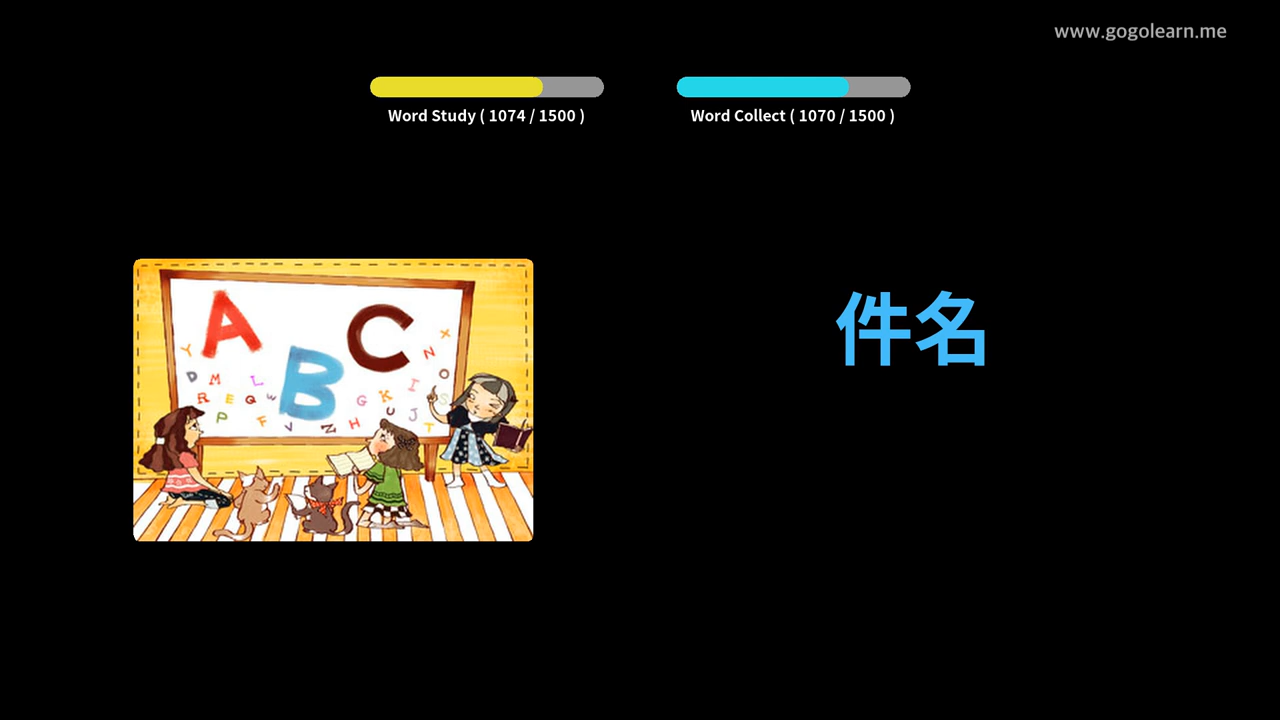 www.gogolearn.me
Word Study ( 1074 / 1500 )
Word Collect ( 1070 / 1500 )
件名
A
B
C
Y
X
N
D
M
L
O
I
R
E
Q
W
G
K
S
P
F
V
Z
H
U
J
T